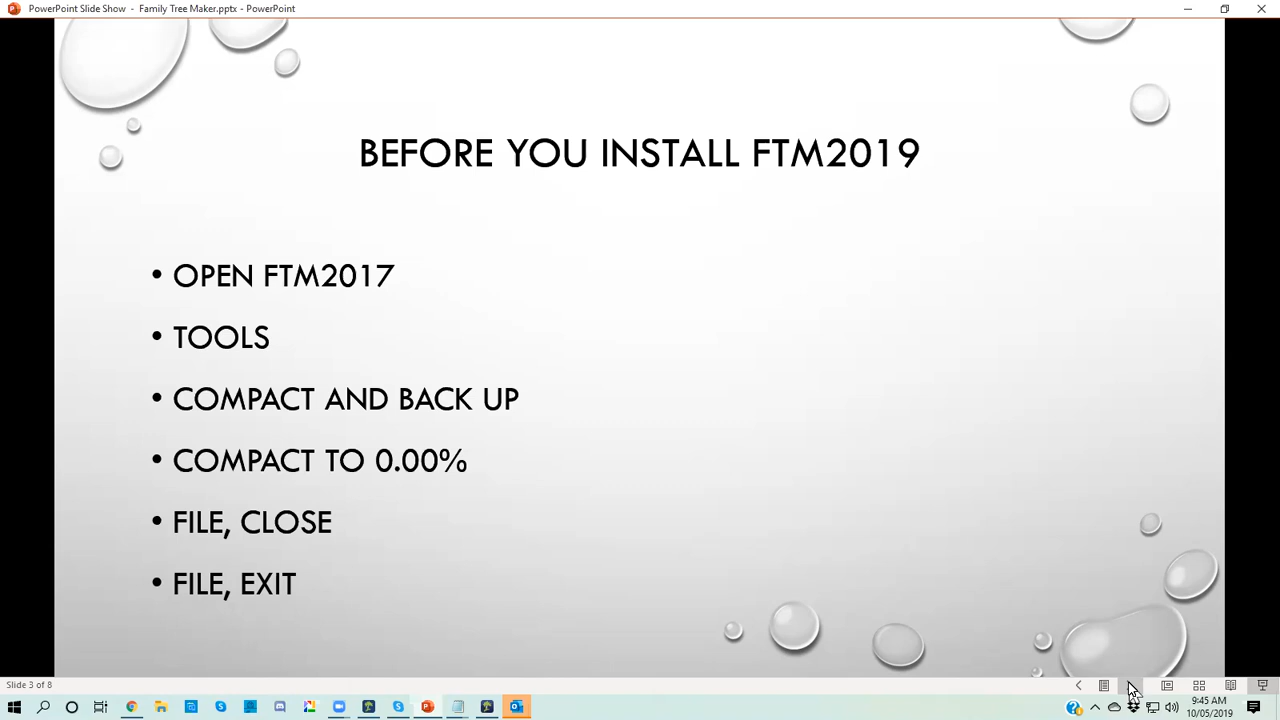 PowerPoint Slide Show - Family Tree Maker.pptx - PowerPoint
BEFORE YOU INSTALL FTM2019
• OPEN FTM2017
• TOOLS
• COMPACT AND BACK UP
• COMPACT TO 0.00%
• FILE, CLOSE
• FILE, EXIT
Slide 3 of 8
9:45 AM
10/05/2019